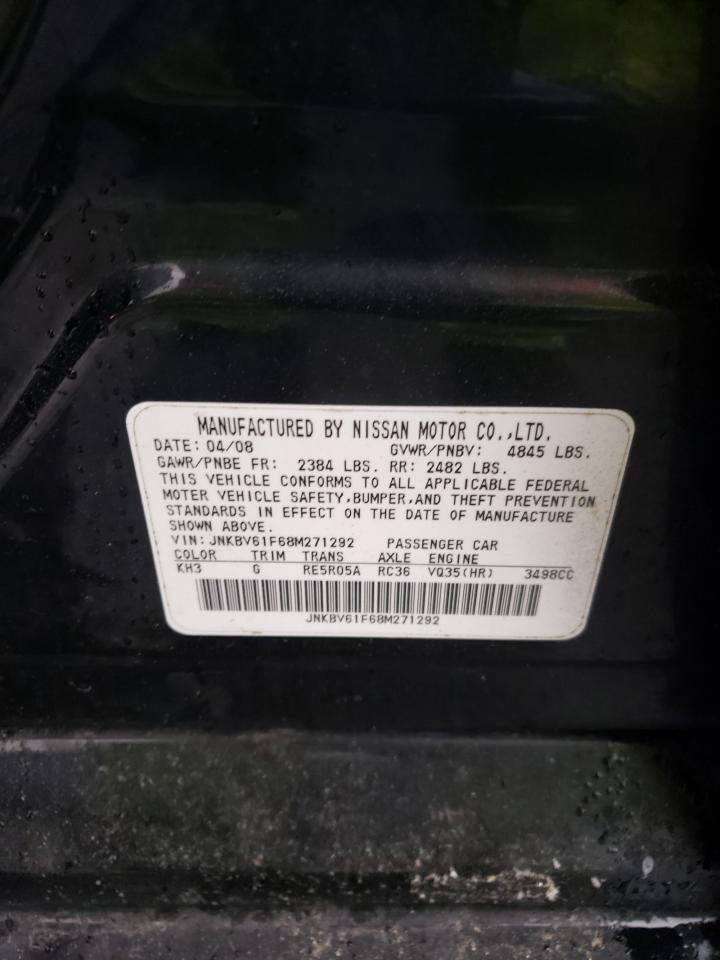 MANUFACTURED BY NISSAN MOTOR CO.,LTD.
DATE: 04/08 GVWR/PNBV: 4845 LBS.
GAWR/PNBE FR: 2384 LBS. RR: 2482 LBS.
THIS VEHICLE CONFORMS TO ALL APPLICABLE FEDERAL
MOTER VEHICLE SAFETY,BUMPER,AND THEFT PREVENTION
STANDARDS IN EFFECT ON THE DATE OF MANUFACTURE
SHOWN ABOVE.
VIN: JNKBV61F68M271292 PASSENGER CAR
COLOR TRIM TRANS AXLE ENGINE
KH3 G RE5R05A RC36 VQ35(HR) 3498CC
JNKBV61F68M271292